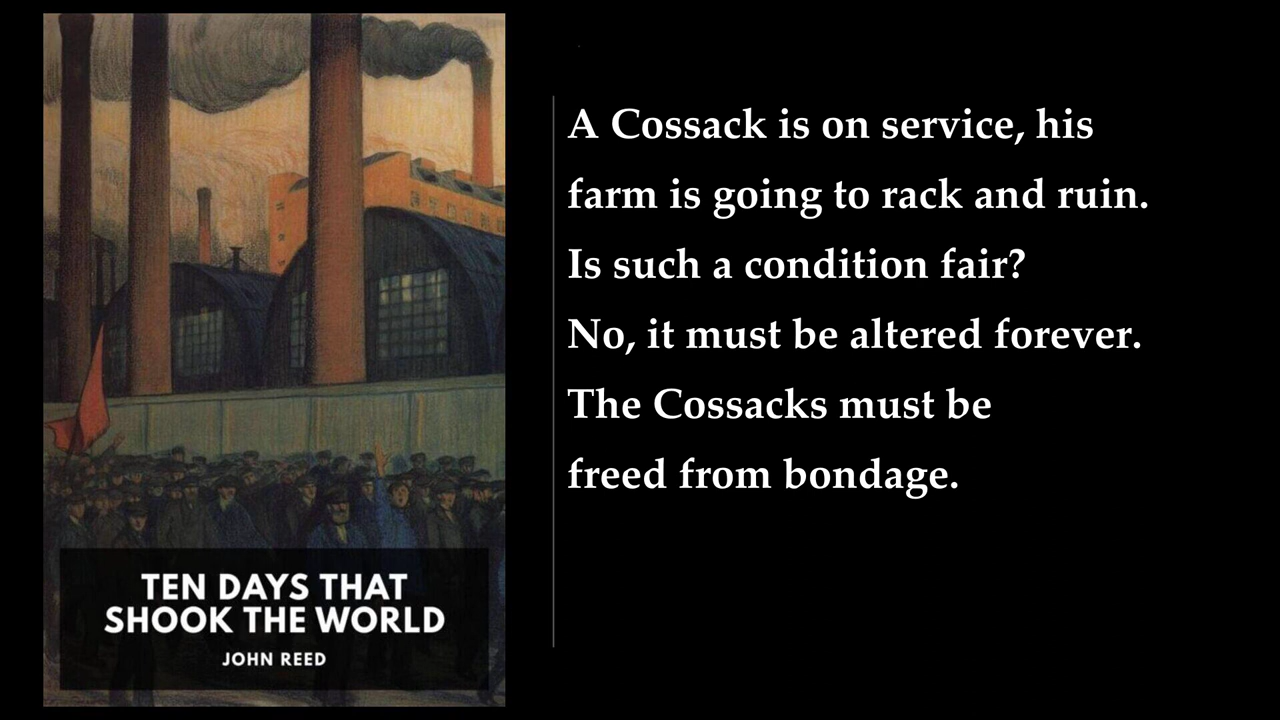 TEN DAYS THAT
SHOOK THE WORLD
JOHN REED
A Cossack is on service, his
farm is going to rack and ruin.
Is such a condition fair?
No, it must be altered forever.
The Cossacks must be
freed from bondage.